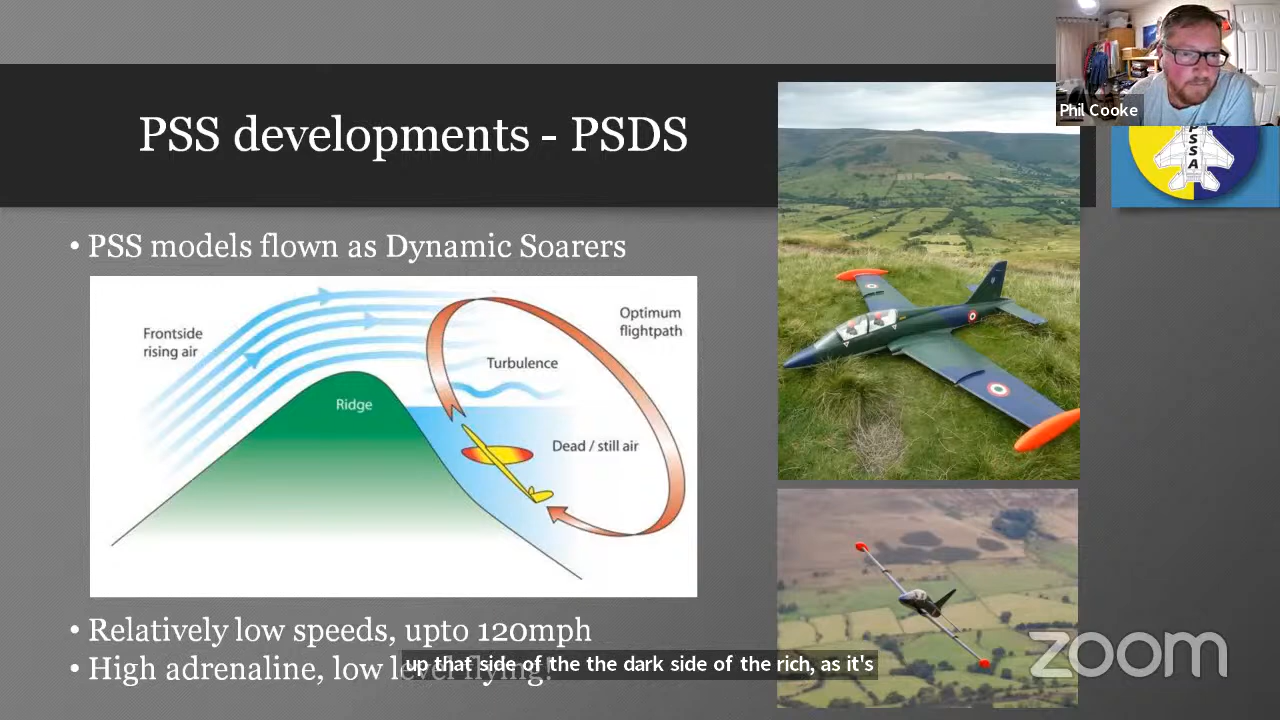 Phil Cooke
PSS developments - PSDS
PSSA
• PSS models flown as Dynamic Soarers
Frontside
rising air
Optimum
flightpath
Turbulence
Ridge
Dead / still air
• Relatively low speeds, upto 120mph
• High adrenaline, low level flying!
up that side of the the dark side of the rich, as it's
zoom